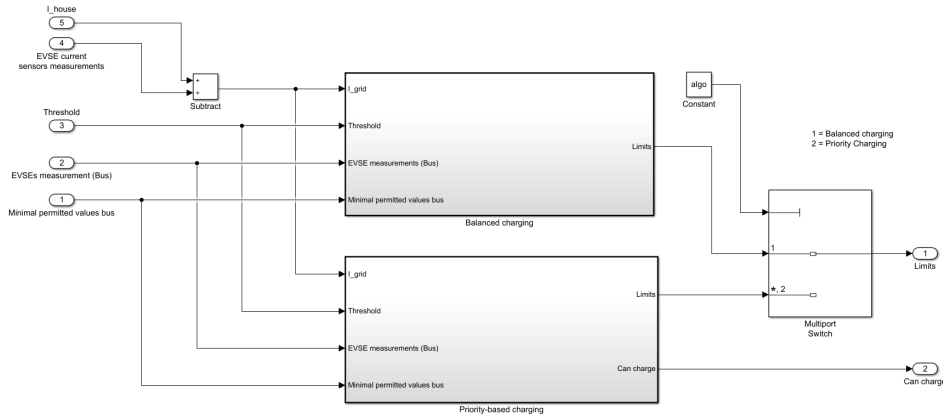 I_house
5
4
EVSE current
sensors measurements
+
+
Subtract
Threshold
3
2
EVSEs measurement (Bus)
1
Minimal permitted values bus
I_grid
Threshold
EVSE measurements (Bus)
Minimal permitted values bus
Limits
Balanced charging
I_grid
Threshold
EVSE measurements (Bus)
Minimal permitted values bus
Limits
Can charge
Priority-based charging
algo
Constant
1 = Balanced charging
2 = Priority Charging
1
*, 2
Multiport
Switch
1
Limits
2
Can charge